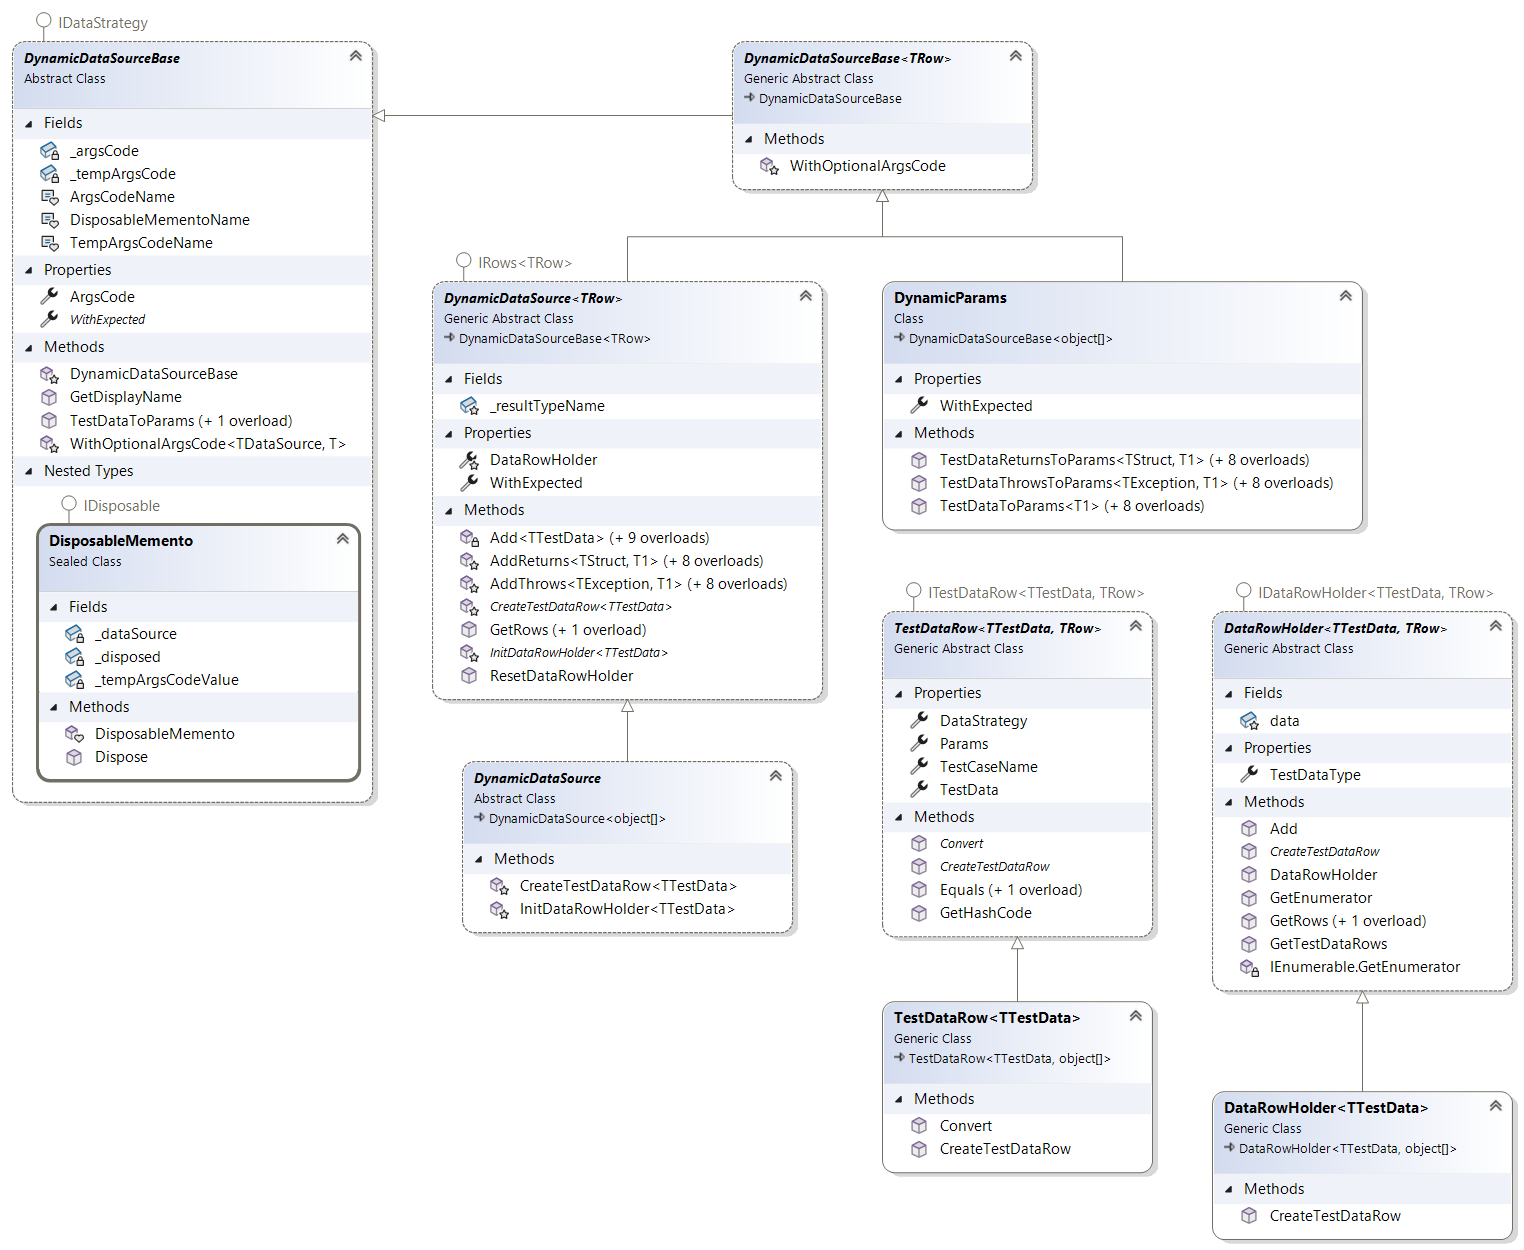 IDataStrategy
DynamicDataSourceBase
Abstract Class
Fields
_argsCode
_tempArgsCode
ArgsCodeName
DisposableMementoName
TempArgsCodeName
Properties
ArgsCode
WithExpected
Methods
DynamicDataSourceBase
GetDisplayName
TestDataToParams (+ 1 overload)
WithOptionalArgsCode<TDataSource, T>
Nested Types
IDisposable
DisposableMemento
Sealed Class
Fields
_dataSource
_disposed
_tempArgsCodeValue
Methods
DisposableMemento
Dispose
DynamicDataSourceBase<TRow>
Generic Abstract Class
DynamicDataSourceBase
Methods
WithOptionalArgsCode
IRows<TRow>
DynamicDataSource<TRow>
Generic Abstract Class
DynamicDataSourceBase<TRow>
Fields
_resultTypeName
Properties
DataRowHolder
WithExpected
Methods
Add<TTestData> (+ 9 overloads)
AddReturns<TStruct, T1> (+ 8 overloads)
AddThrows<TException, T1> (+ 8 overloads)
CreateTestDataRow<TTestData>
GetRows (+ 1 overload)
InitDataRowHolder<TTestData>
ResetDataRowHolder
DynamicDataSource
Abstract Class
DynamicDataSource<object[]>
Methods
CreateTestDataRow<TTestData>
InitDataRowHolder<TTestData>
DynamicParams
Class
DynamicDataSourceBase<object[]>
Properties
WithExpected
Methods
TestDataReturnsToParams<TStruct, T1> (+ 8 overloads)
TestDataThrowsToParams<TException, T1> (+ 8 overloads)
TestDataToParams<T1> (+ 8 overloads)
ITestDataRow<TTestData, TRow>
TestDataRow<TTestData, TRow>
Generic Abstract Class
Properties
DataStrategy
Params
TestCaseName
TestData
Methods
Convert
CreateTestDataRow
Equals (+ 1 overload)
GetHashCode
TestDataRow<TTestData>
Generic Class
TestDataRow<TTestData, object[]>
Methods
Convert
CreateTestDataRow
IDataRowHolder<TTestData, TRow>
DataRowHolder<TTestData, TRow>
Generic Abstract Class
Fields
data
Properties
TestDataType
Methods
Add
CreateTestDataRow
DataRowHolder
GetEnumerator
GetRows (+ 1 overload)
GetTestDataRows
IEnumerable.GetEnumerator
DataRowHolder<TTestData>
Generic Class
DataRowHolder<TTestData, object[]>
Methods
CreateTestDataRow